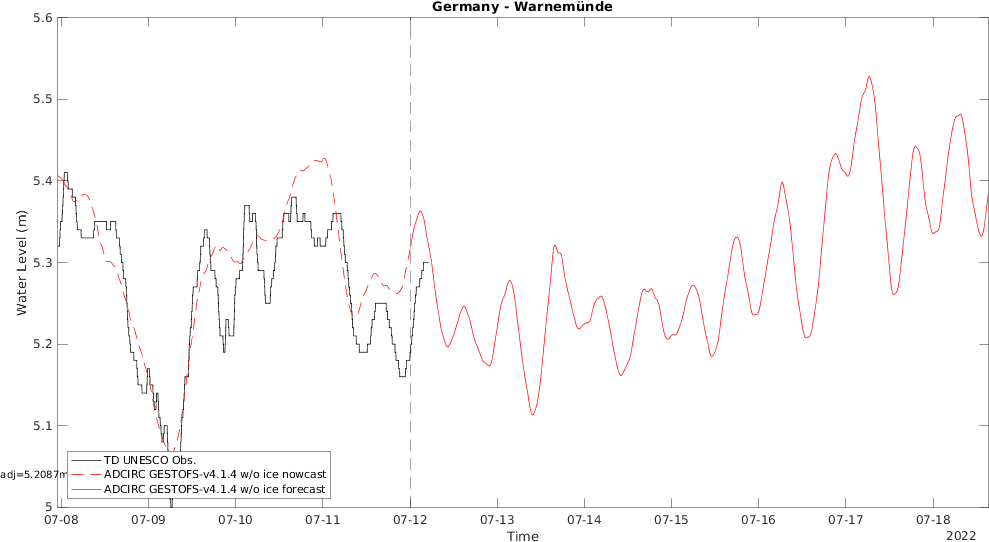 Germany - Warnemünde
5.6
5.5
5.4
5.3
5.2
5.1
5
Water Level (m)
adj=5.2087m
TD UNESCO Obs.
ADCIRC GESTOFS-v4.1.4 w/o ice nowcast
ADCIRC GESTOFS-v4.1.4 w/o ice forecast
07-08 07-09 07-10 07-11 07-12 07-13 07-14 07-15 07-16 07-17 07-18
Time
2022